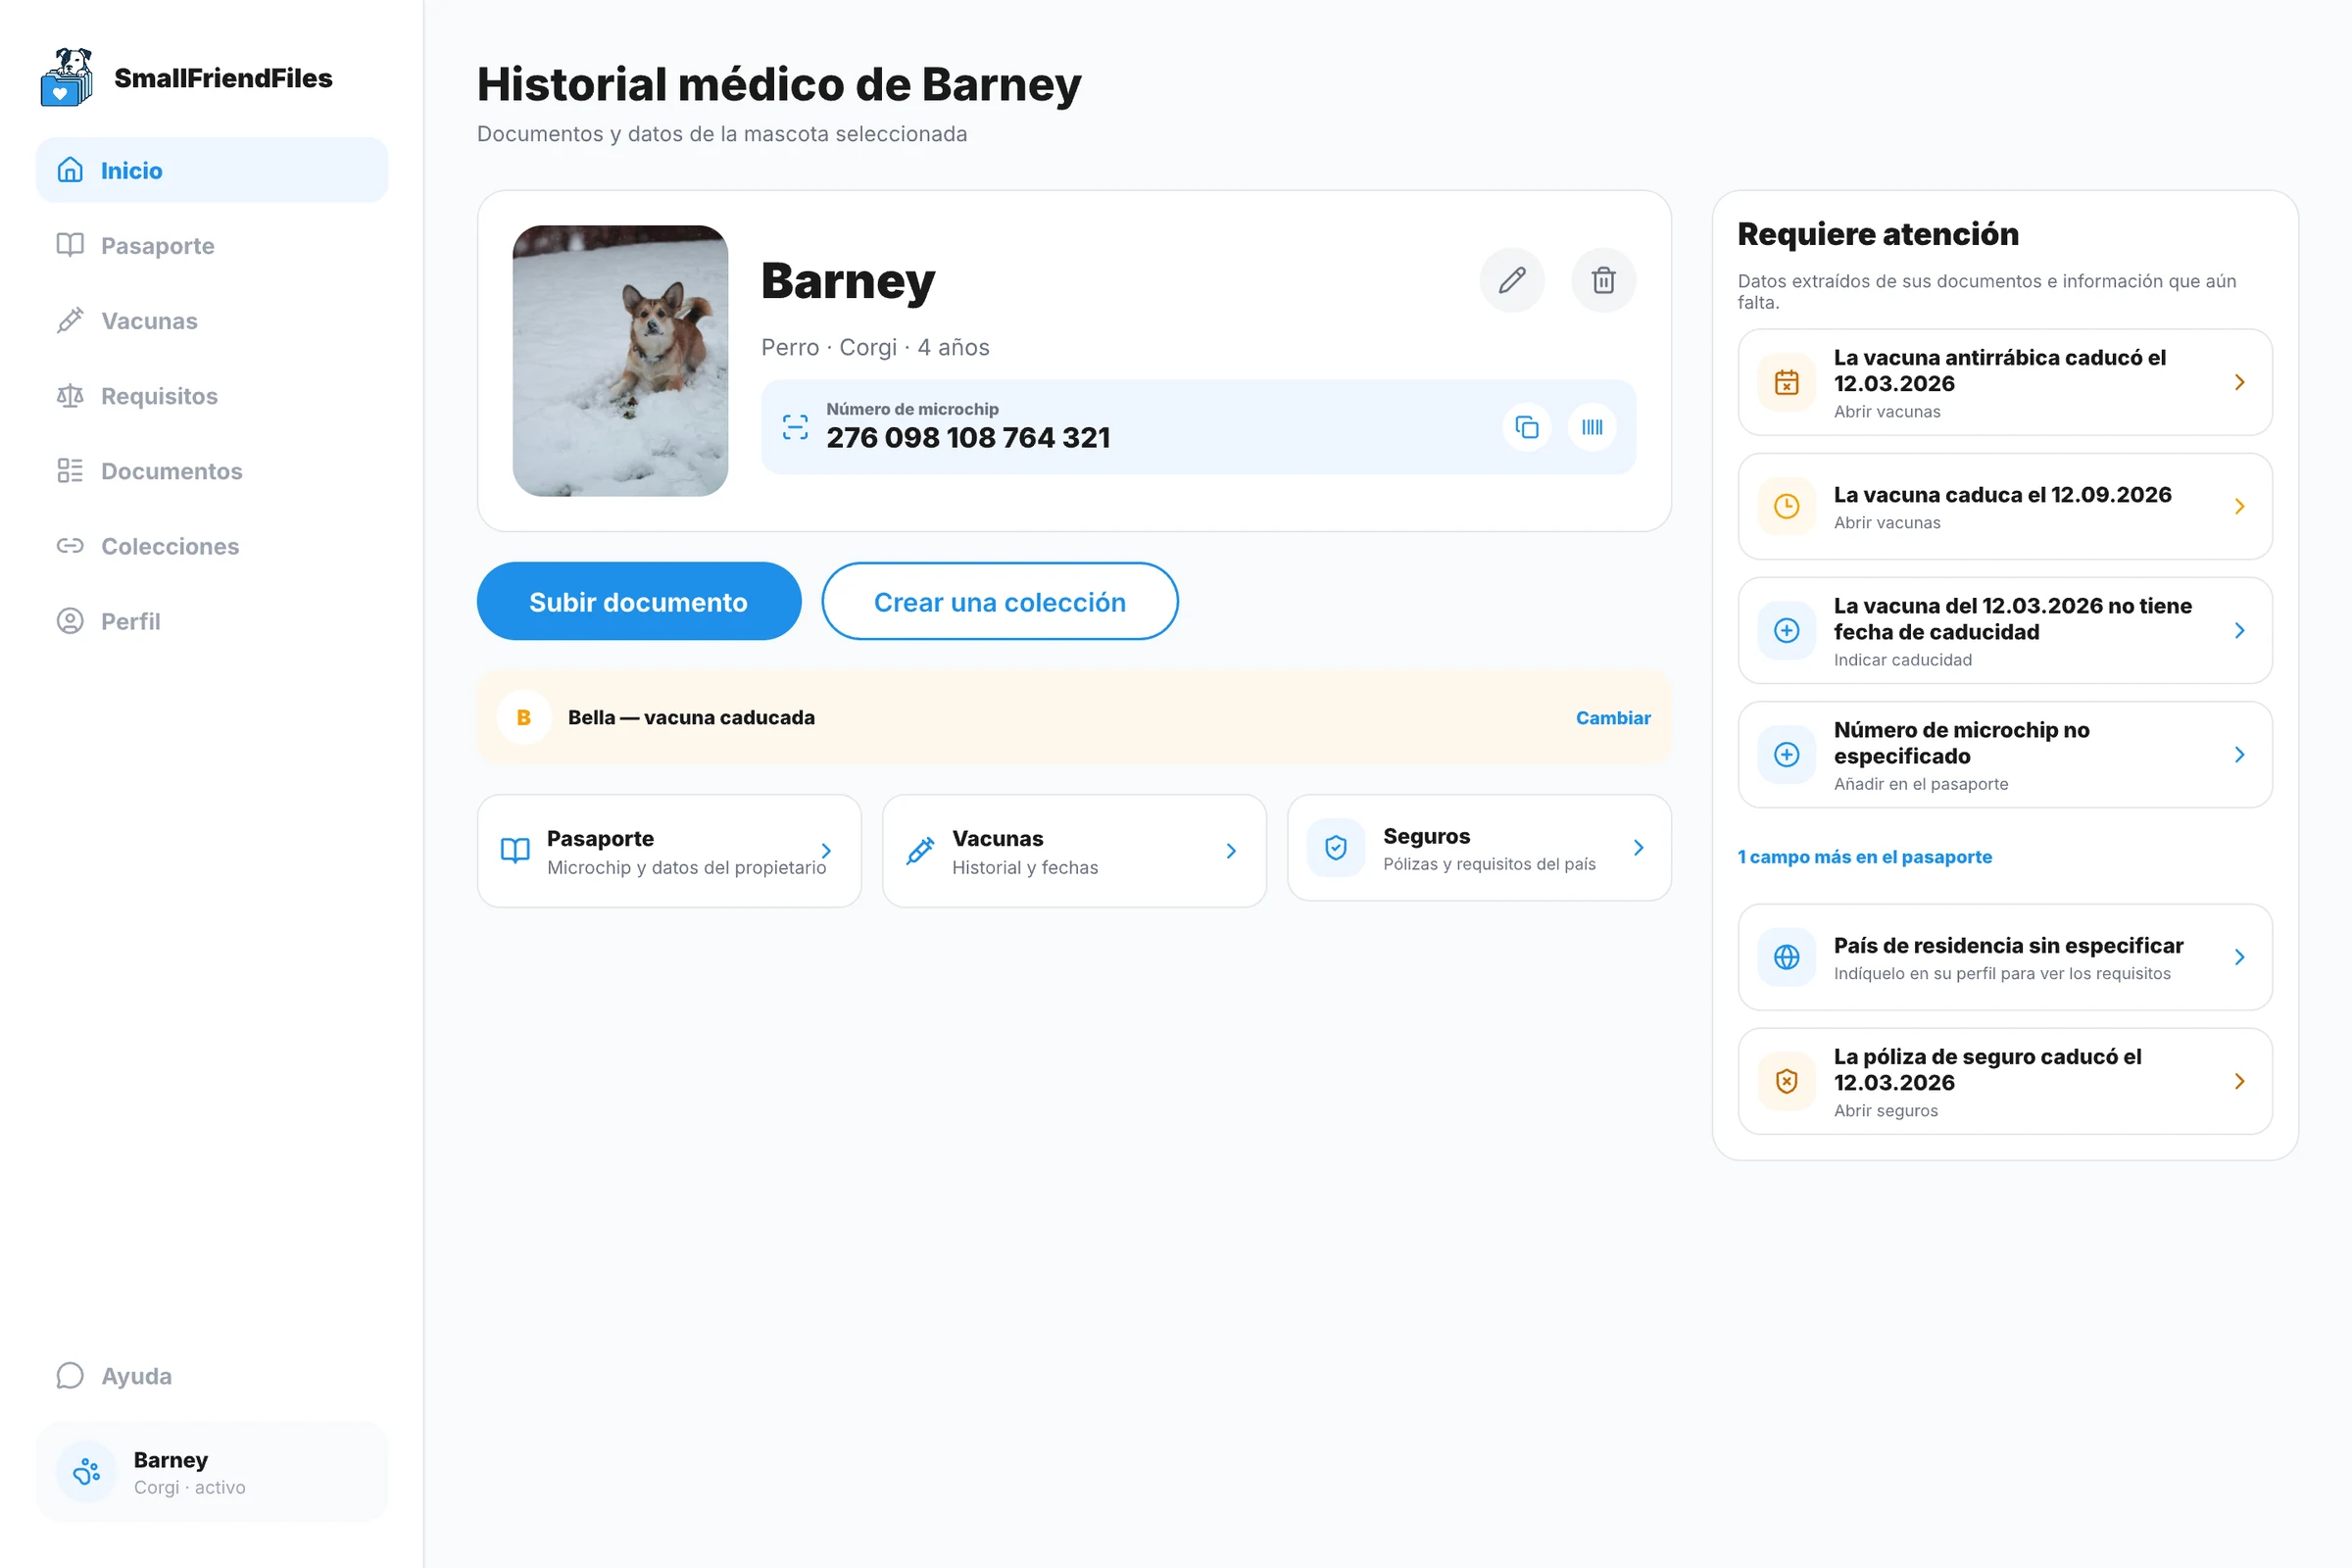 SmallFriendFiles
Inicio
Pasaporte
Vacunas
Requisitos
Documentos
Colecciones
Perfil
Ayuda
Barney
Corgi · activo
Historial médico de Barney
Documentos y datos de la mascota seleccionada
Barney
Perro · Corgi · 4 años
Número de microchip
276 098 108 764 321
Subir documento
Crear una colección
B
Bella — vacuna caducada
Cambiar
Pasaporte
Microchip y datos del propietario
Vacunas
Historial y fechas
Seguros
Pólizas y requisitos del país
Requiere atención
Datos extraídos de sus documentos e información que aún
falta.
La vacuna antirrábica caducó el
12.03.2026
Abrir vacunas
La vacuna caduca el 12.09.2026
Abrir vacunas
La vacuna del 12.03.2026 no tiene
fecha de caducidad
Indicar caducidad
Número de microchip no
especificado
Añadir en el pasaporte
1 campo más en el pasaporte
País de residencia sin especificar
Indíquelo en su perfil para ver los requisitos
La póliza de seguro caducó el
12.03.2026
Abrir seguros